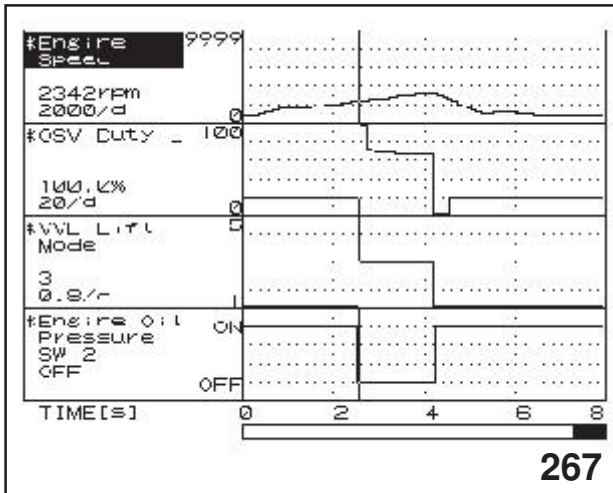 *Engine 9999
Speed
2342rpm
2000/d 0
*OSV Duty _ 100
100.0%
20/d 0
*VVL Lift 5
Mode
3
0.8/ 1
*Engine Oil ON
Pressure
SW 2
OFF
OFF
TIME[s] 0 2 4 6 8
267